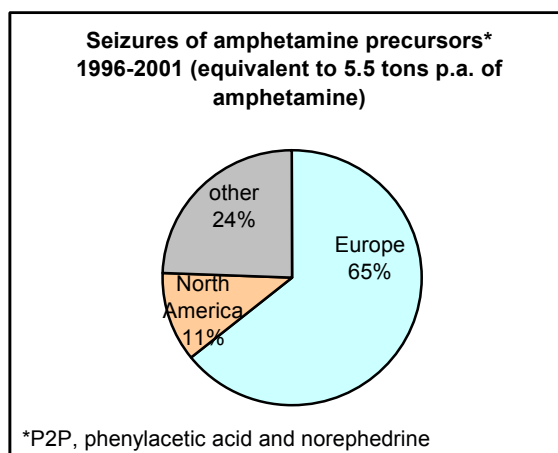 Seizures of amphetamine precursors*
1996-2001 (equivalent to 5.5 tons p.a. of
amphetamine)
other
24%
Europe
65%
North
America
11%
*P2P, phenylacetic acid and norephedrine